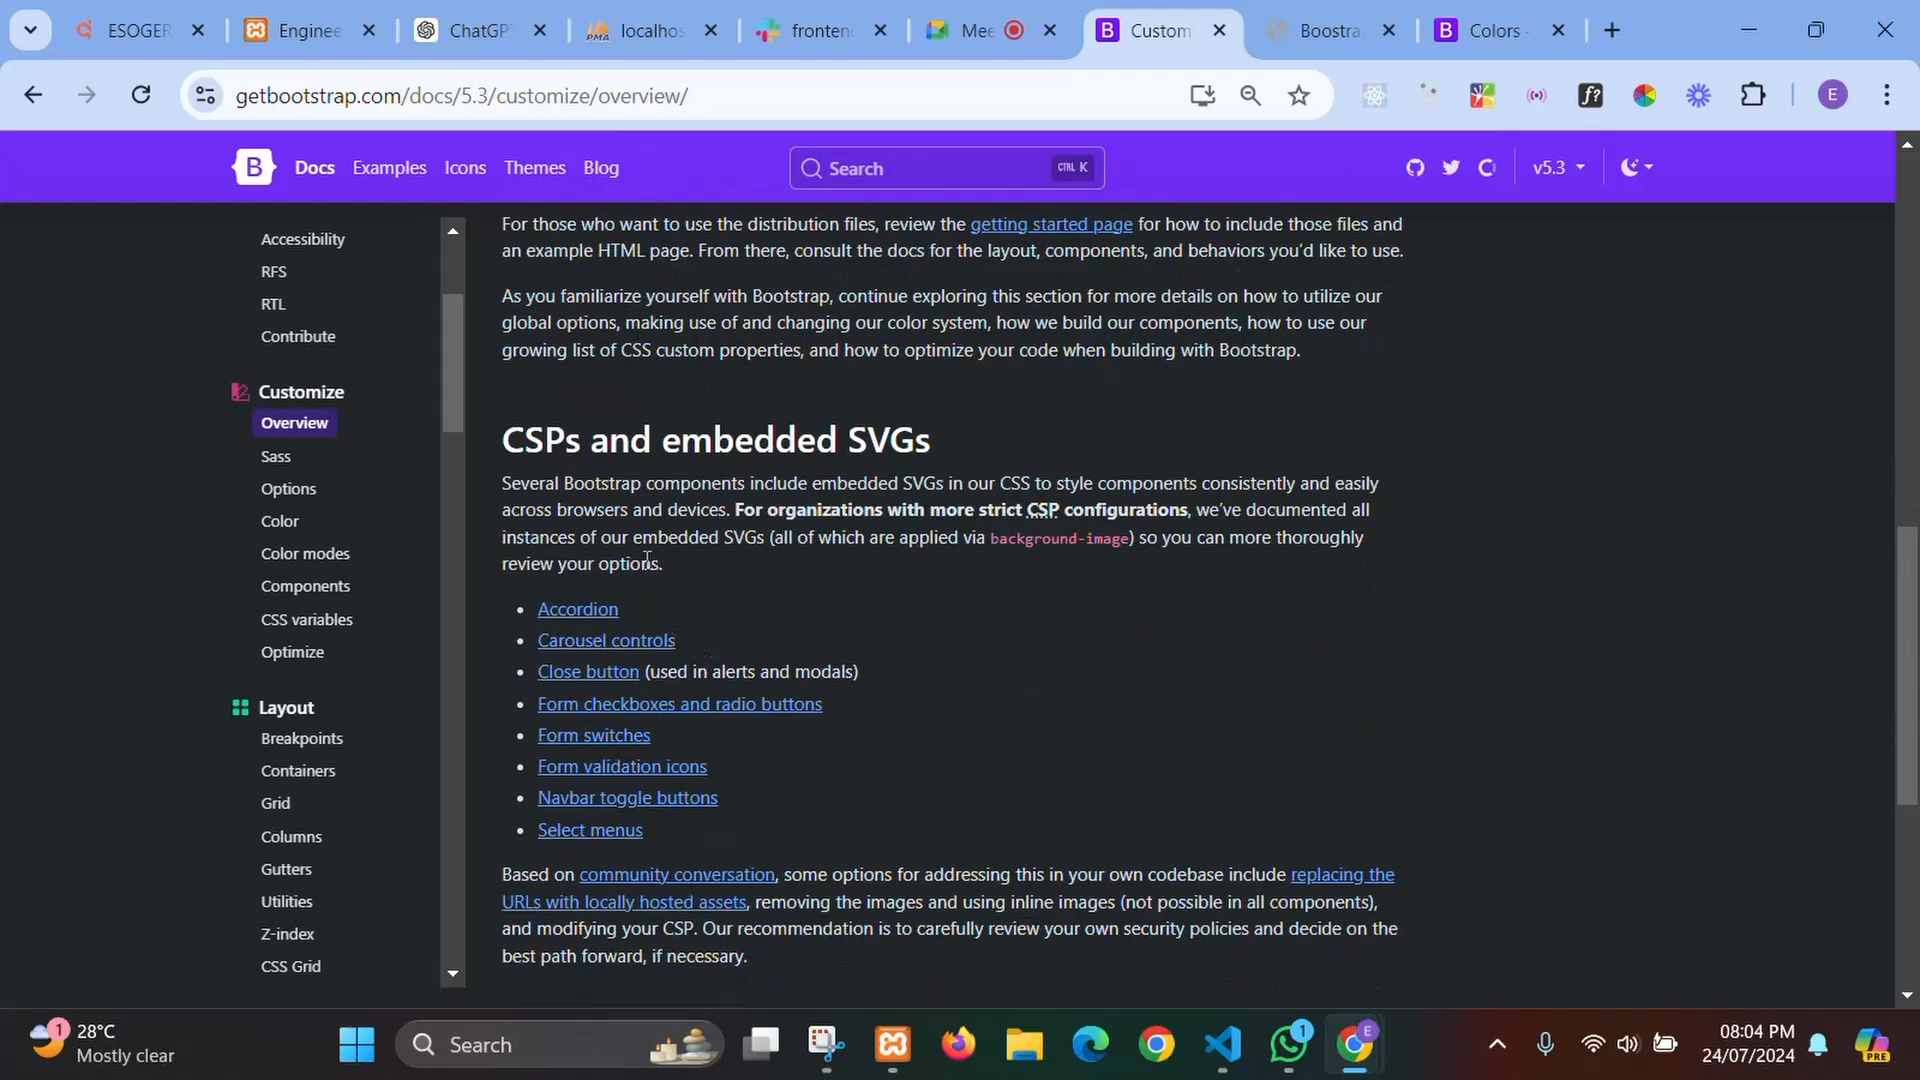 ESOGER
Enginee
ChatGP
localhos
fronten
Mee
Custom
Boostra
Colors -
getbootstrap.com/docs/5.3/customize/overview/
E
B
Docs
Examples
Icons
Themes
Blog
Search
CTRL K
v5.3
Accessibility
RFS
RTL
Contribute
Customize
Overview
Sass
Options
Color
Color modes
Components
CSS variables
Optimize
Layout
Breakpoints
Containers
Grid
Columns
Gutters
Utilities
Z-index
CSS Grid
For those who want to use the distribution files, review the getting started page for how to include those files and
an example HTML page. From there, consult the docs for the layout, components, and behaviors you’d like to use.
As you familiarize yourself with Bootstrap, continue exploring this section for more details on how to utilize our
global options, making use of and changing our color system, how we build our components, how to use our
growing list of CSS custom properties, and how to optimize your code when building with Bootstrap.
CSPs and embedded SVGs
Several Bootstrap components include embedded SVGs in our CSS to style components consistently and easily
across browsers and devices. For organizations with more strict CSP configurations, we’ve documented all
instances of our embedded SVGs (all of which are applied via background-image) so you can more thoroughly
review your options.
• Accordion
• Carousel controls
• Close button (used in alerts and modals)
• Form checkboxes and radio buttons
• Form switches
• Form validation icons
• Navbar toggle buttons
• Select menus
Based on community conversation, some options for addressing this in your own codebase include replacing the
URLs with locally hosted assets, removing the images and using inline images (not possible in all components),
and modifying your CSP. Our recommendation is to carefully review your own security policies and decide on the
best path forward, if necessary.
1
28°C
Mostly clear
Search
1
E
08:04 PM
24/07/2024
PRE